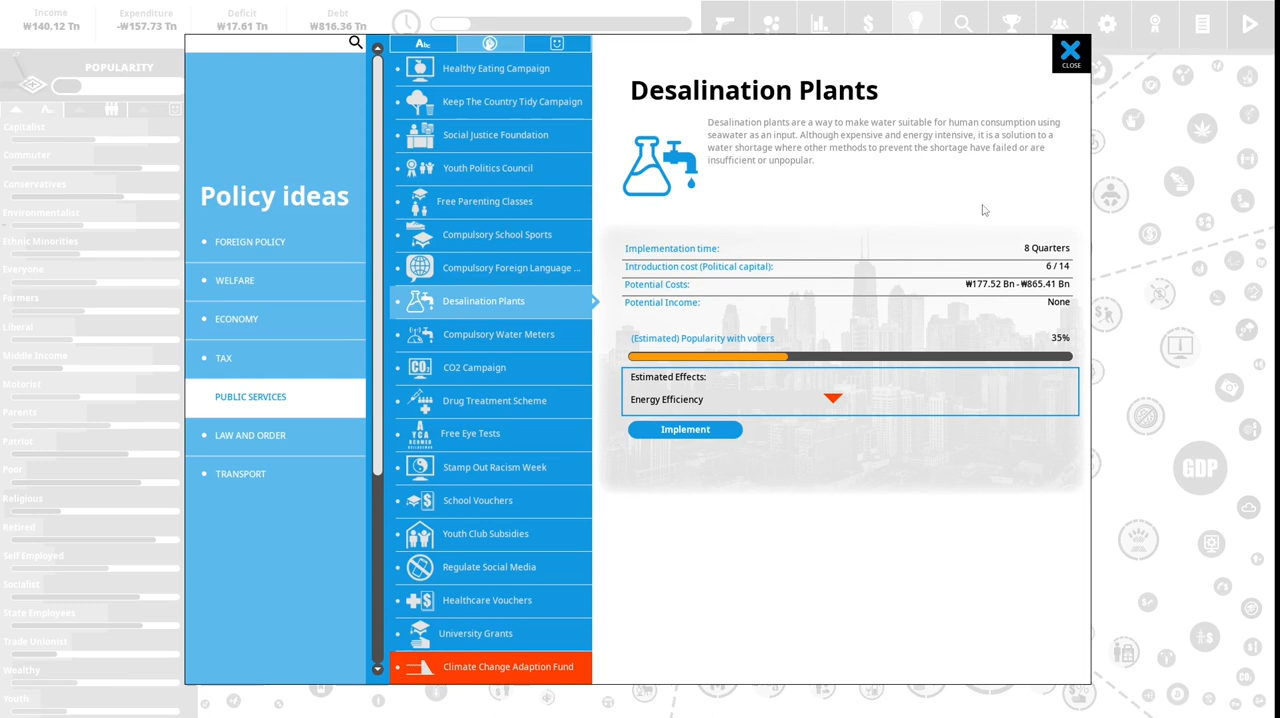 Income
Expenditure
Deficit
Debt
₩140.12 Tn
-₩157.73 Tn
₩17.61 Tn
₩816.36 Tn
POPULARITY
Abc
Capitalist
Commuter
Conservatives
Environmentalist
Ethnic Minorities
Everyone
Farmers
Liberal
Middle Income
Motorist
Parents
Patriot
Poor
Religious
Retired
Self Employed
Socialist
State Employees
Trade Unionist
Wealthy
Youth
Policy ideas
FOREIGN POLICY
WELFARE
ECONOMY
TAX
PUBLIC SERVICES
LAW AND ORDER
TRANSPORT
Abc
Healthy Eating Campaign
Keep The Country Tidy Campaign
Social Justice Foundation
Youth Politics Council
Free Parenting Classes
Compulsory School Sports
Compulsory Foreign Language ...
Desalination Plants
Compulsory Water Meters
CO2 Campaign
Drug Treatment Scheme
Free Eye Tests
Stamp Out Racism Week
School Vouchers
Youth Club Subsidies
Regulate Social Media
Healthcare Vouchers
University Grants
Climate Change Adaption Fund
CLOSE
Desalination Plants
Desalination plants are a way to make water suitable for human consumption using
seawater as an input. Although expensive and energy intensive, it is a solution to a
water shortage where other methods to prevent the shortage have failed or are
insufficient or unpopular.
Implementation time: 8 Quarters
Introduction cost (Political capital): 6 / 14
Potential Costs: ₩177.52 Bn - ₩865.41 Bn
Potential Income: None
(Estimated) Popularity with voters 35%
Estimated Effects:
Energy Efficiency
Implement
GDP